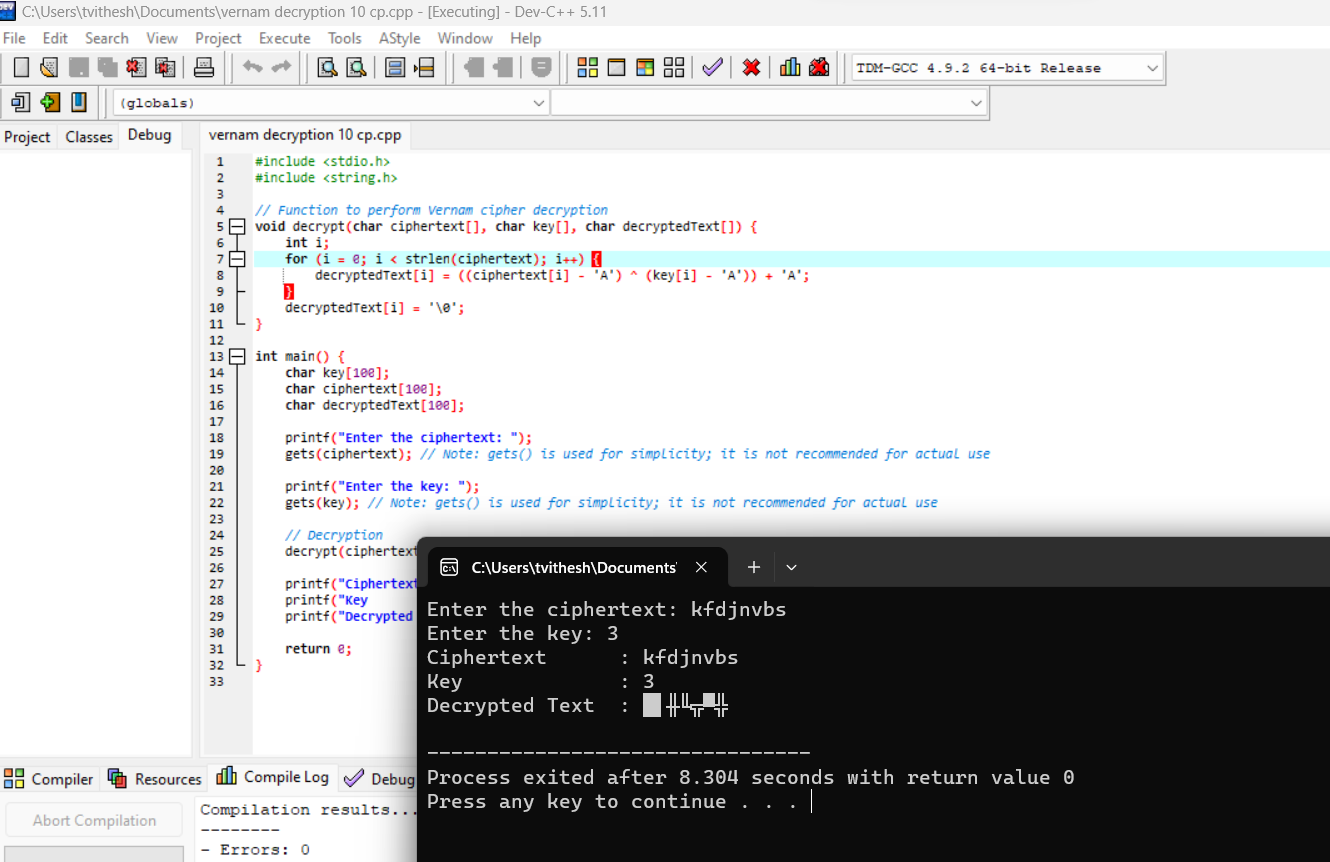 C:\Users\tvithesh\Documents\vernam decryption 10 cp.cpp - [Executing] - Dev-C++ 5.11
File Edit Search View Project Execute Tools AStyle Window Help
TDM-GCC 4.9.2 64-bit Release
(globals)
Project Classes Debug
vernam decryption 10 cp.cpp
1 #include <stdio.h>
2 #include <string.h>
3
4 // Function to perform Vernam cipher decryption
5 void decrypt(char ciphertext[], char key[], char decryptedText[]) {
6 int i;
7 for (i = 0; i < strlen(ciphertext); i++) {
8 decryptedText[i] = ((ciphertext[i] - 'A') ^ (key[i] - 'A')) + 'A';
9 }
10 decryptedText[i] = '\0';
11 }
12
13 int main() {
14 char key[100];
15 char ciphertext[100];
16 char decryptedText[100];
17
18 printf("Enter the ciphertext: ");
19 gets(ciphertext); // Note: gets() is used for simplicity; it is not recommended for actual use
20
21 printf("Enter the key: ");
22 gets(key); // Note: gets() is used for simplicity; it is not recommended for actual use
23
24 // Decryption
25 decrypt(ciphertext
26
27 printf("Ciphertext
28 printf("Key
29 printf("Decrypted
30
31 return 0;
32 }
33
C:\Users\tvithesh\Documents\
Enter the ciphertext: kfdjnvbs
Enter the key: 3
Ciphertext : kfdjnvbs
Key : 3
Decrypted Text :
--------------------------------
Process exited after 8.304 seconds with return value 0
Press any key to continue . . .
Compiler Resources Compile Log Debug
Abort Compilation
Compilation results...
--------
- Errors: 0